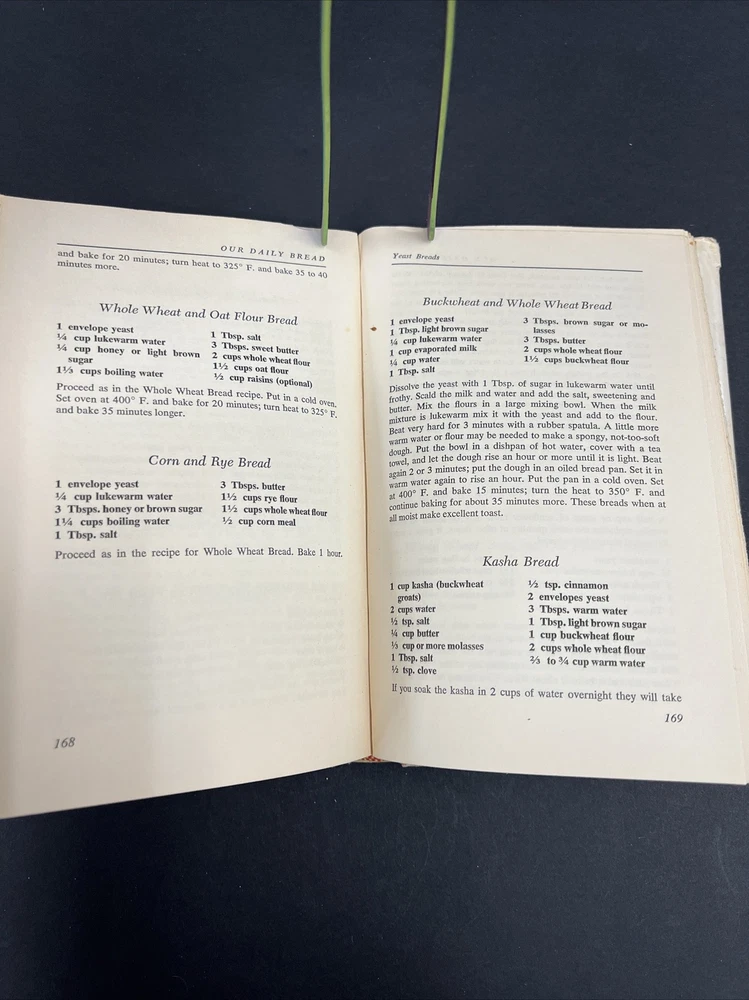 OUR DAILY BREAD
and bake for 20 minutes; turn heat to 325° F. and bake 35 to 40
minutes more.
Whole Wheat and Oat Flour Bread
1 envelope yeast
¼ cup lukewarm water
¼ cup honey or light brown
sugar
1⅓ cups boiling water
1 Tbsp. salt
3 Tbsps. sweet butter
2 cups whole wheat flour
1½ cups oat flour
½ cup raisins (optional)
Proceed as in the Whole Wheat Bread recipe. Put in a cold oven.
Set oven at 400° F. and bake for 20 minutes; turn heat to 325° F.
and bake 35 minutes longer.
Corn and Rye Bread
1 envelope yeast
¼ cup lukewarm water
3 Tbsps. honey or brown sugar
1¼ cups boiling water
1 Tbsp. salt
3 Tbsps. butter
1½ cups rye flour
1½ cups whole wheat flour
½ cup corn meal
Proceed as in the recipe for Whole Wheat Bread. Bake 1 hour.
168
Yeast Breads
Buckwheat and Whole Wheat Bread
1 envelope yeast
1 Tbsp. light brown sugar
¼ cup lukewarm water
1 cup evaporated milk
¼ cup water
1 Tbsp. salt
3 Tbsps. brown sugar or mo-
lasses
3 Tbsps. butter
2 cups whole wheat flour
1½ cups buckwheat flour
Dissolve the yeast with 1 Tbsp. of sugar in lukewarm water until
frothy. Scald the milk and water and add the salt, sweetening and
butter. Mix the flours in a large mixing bowl. When the milk
mixture is lukewarm mix it with the yeast and add to the flour.
Beat very hard for 3 minutes with a rubber spatula. A little more
warm water or flour may be needed to make a spongy, not-too-soft
dough. Put the bowl in a dishpan of hot water, cover with a tea
towel, and let the dough rise an hour or more until it is light. Beat
again 2 or 3 minutes; put the dough in an oiled bread pan. Set it in
warm water again to rise an hour. Put the pan in a cold oven. Set
at 400° F. and bake 15 minutes; turn the heat to 350° F. and
continue baking for about 35 minutes more. These breads when at
all moist make excellent toast.
Kasha Bread
1 cup kasha (buckwheat
groats)
2 cups water
½ tsp. salt
¼ cup butter
⅓ cup or more molasses
1 Tbsp. salt
½ tsp. clove
½ tsp. cinnamon
2 envelopes yeast
3 Tbsps. warm water
1 Tbsp. light brown sugar
1 cup buckwheat flour
2 cups whole wheat flour
⅔ to ¾ cup warm water
If you soak the kasha in 2 cups of water overnight they will take
169